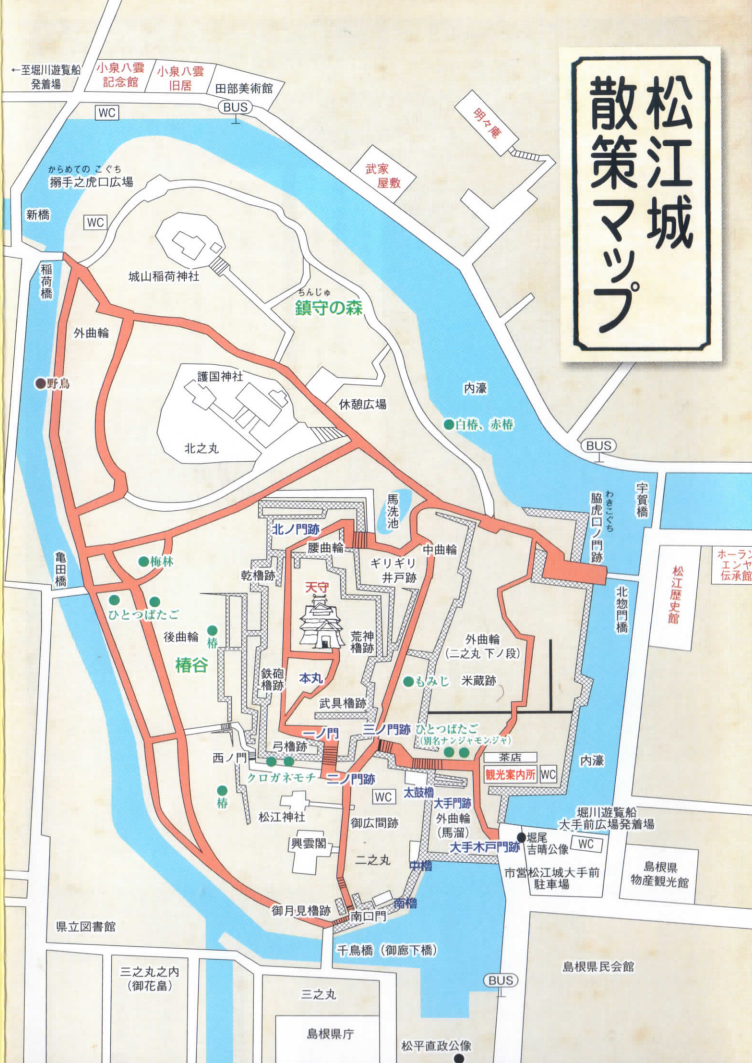 松江城
散策マップ
←至堀川遊覧船
発着場
小泉八雲
記念館
小泉八雲
旧居
田部美術館
BUS
WC
明々庵
武家
屋敷
からめての こぐち
搦手之虎口広場
新橋
WC
稲荷橋
城山稲荷神社
ちんじゅ
鎮守の森
外曲輪
護国神社
内濠
野鳥
休憩広場
北之丸
白椿、赤椿
BUS
宇賀橋
わきこぐち
脇虎口ノ門跡
馬洗池
北ノ門跡
腰曲輪
ギリギリ
井戸跡
中曲輪
亀田橋
梅林
乾櫓跡
天守
ホーラン
エンヤ
伝承館
松江歴史館
北惣門橋
ひとつばたご
後曲輪
椿
荒神
櫓跡
外曲輪
(二之丸 下ノ段)
椿谷
鉄砲
櫓跡
本丸
もみじ
米蔵跡
武具櫓跡
一ノ門
三ノ門跡
ひとつばたご
(別名ナンジャモンジャ)
弓櫓跡
西ノ門
クロガネモチ
二ノ門跡
茶店
観光案内所
WC
内濠
椿
松江神社
WC
太鼓櫓
大手門跡
御広間跡
外曲輪
(馬溜)
堀川遊覧船
大手前広場発着場
興雲閣
大手木戸門跡
堀尾
吉晴公像
WC
二之丸
中櫓
市営松江城大手前
駐車場
島根県
物産観光館
南櫓
御月見櫓跡
南口門
県立図書館
千鳥橋(御廊下橋)
三之丸之内
(御花畠)
島根県民会館
BUS
三之丸
島根県庁
松平直政公像